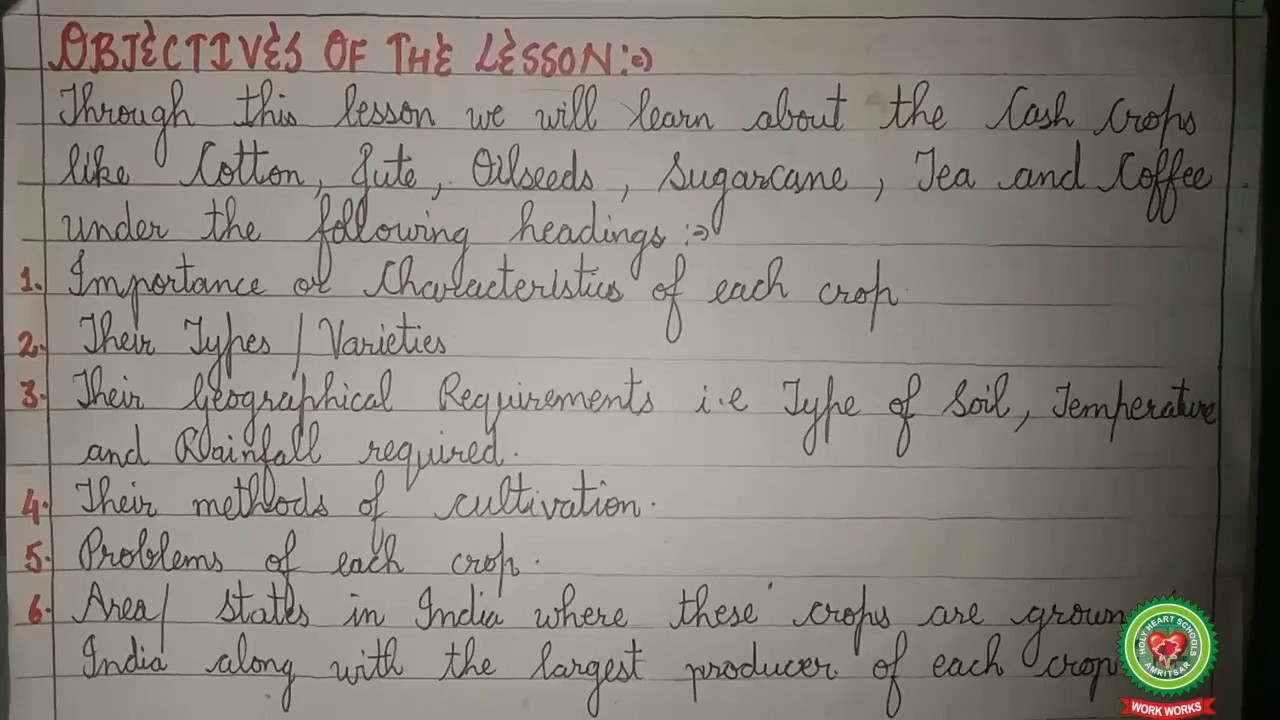 OBJECTIVES OF THE LESSON:-
Through this lesson we will learn about the Cash Crops
like Cotton, Jute, Oilseeds, Sugarcane, Tea and Coffee
under the following headings :-
1. Importance or Characteristics of each crop.
2. Their Types / Varieties
3. Their Geographical Requirements i.e Type of Soil, Temperature
and Rainfall required.
4. Their methods of cultivation.
5. Problems of each crop.
6. Area/ states in India where these crops are grown
India along with the largest producer of each crop
HOLY HEART SCHOOLS
AMRITSAR
WORK WORKS